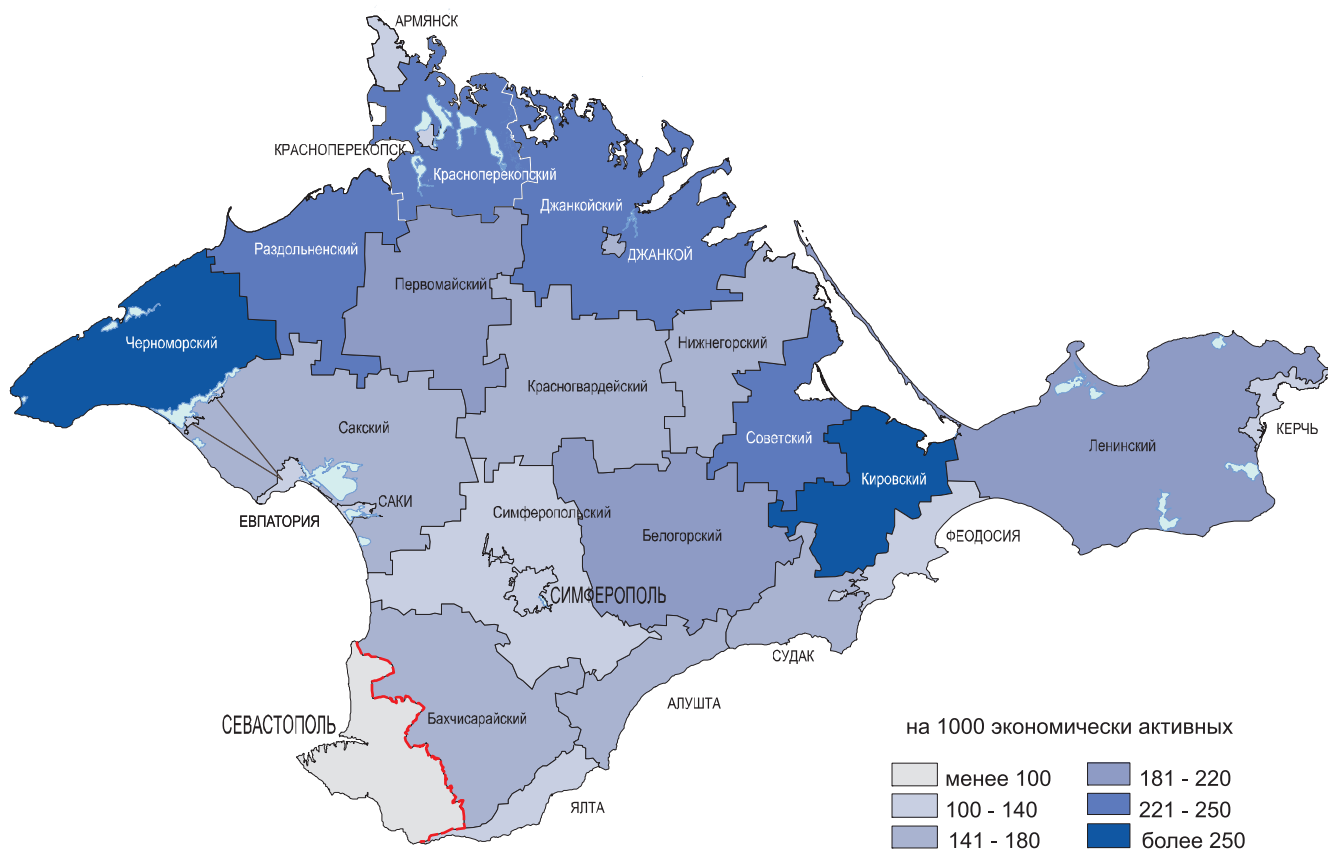 АРМЯНСК
КРАСНОПЕРЕКОПСК
Красноперекопский
Джанкойский
Раздольненский
ДЖАНКОЙ
Первомайский
Черноморский
Нижнегорский
Красногвардейский
Сакский
Советский
Ленинский
КЕРЧЬ
Кировский
САКИ
ЕВПАТОРИЯ
Симферопольский
Белогорский
ФЕОДОСИЯ
СИМФЕРОПОЛЬ
СУДАК
АЛУШТА
СЕВАСТОПОЛЬ
Бахчисарайский
ЯЛТА
на 1000 экономически активных
менее 100
100 - 140
141 - 180
181 - 220
221 - 250
более 250